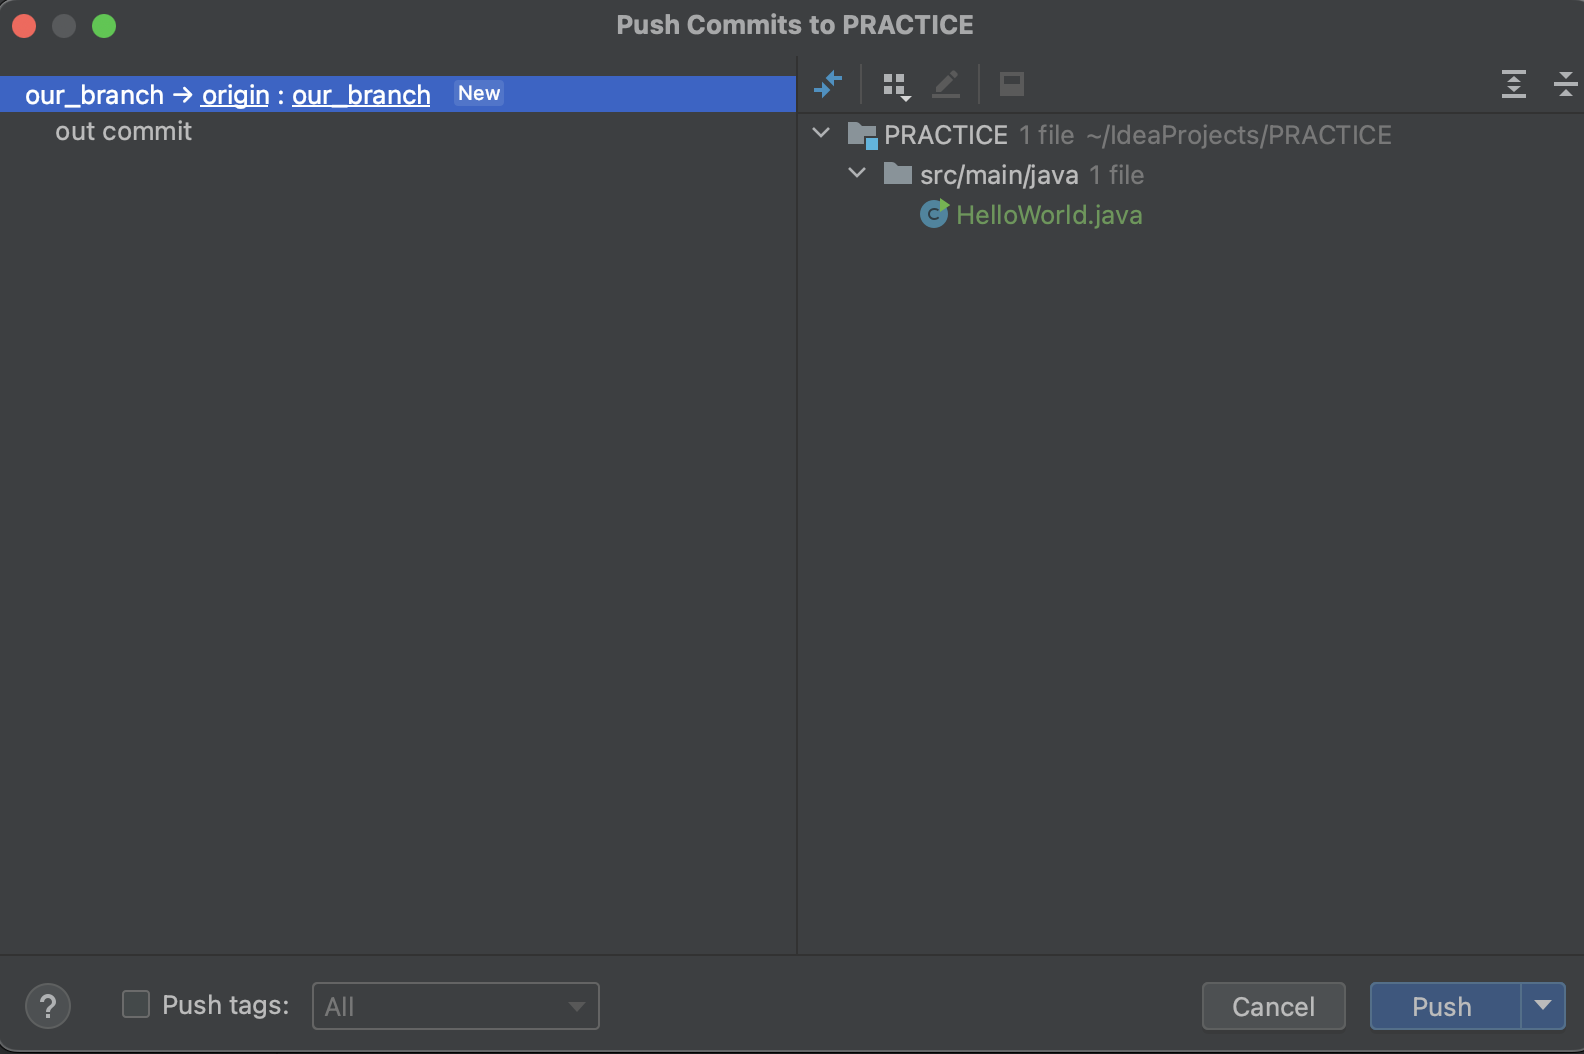 Push Commits to PRACTICE
our_branch → origin : our_branch New
out commit
PRACTICE 1 file ~/IdeaProjects/PRACTICE
src/main/java 1 file
C HelloWorld.java
? Push tags: All Cancel Push